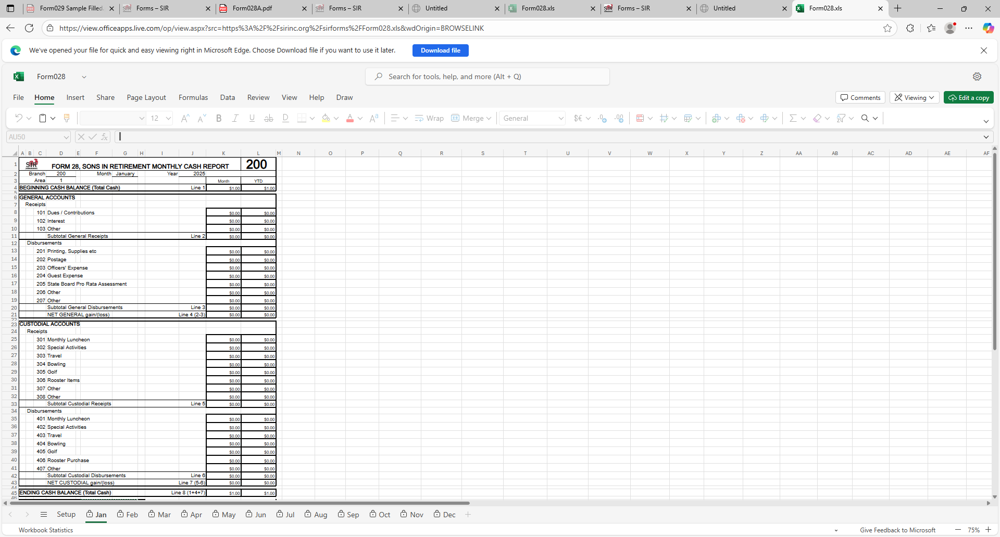 Form029 Sample Filled.
Forms – SIR
Form028A.pdf
Forms – SIR
Untitled
Form028.xls
Forms – SIR
Untitled
Form028.xls
https://view.officeapps.live.com/op/view.aspx?src=https%3A%2F%2Fsirinc.org%2Fsirforms%2FForm028.xls&wdOrigin=BROWSELINK
We've opened your file for quick and easy viewing right in Microsoft Edge. Choose Download file if you want to use it later. Download file
Form028
Search for tools, help, and more (Alt + Q)
File Home Insert Share Page Layout Formulas Data Review View Help Draw
Comments Viewing Edit a copy
12 Wrap Merge General
AU50
A B C D E F G H I J K L M N O P Q R S T U V W X Y Z AA AB AC AD AE AF
1 SIR FORM 28, SONS IN RETIREMENT MONTHLY CASH REPORT 200
2 Branch 200 Month January Year 2025
3 Area 1 Month YTD
4 BEGINNING CASH BALANCE (Total Cash) Line 1 $1.00 $1.00
5
6 GENERAL ACCOUNTS
7 Receipts
8 101 Dues / Contributions $0.00 $0.00
9 102 Interest $0.00 $0.00
10 103 Other $0.00 $0.00
11 Subtotal General Receipts Line 2 $0.00 $0.00
12 Disbursements
13 201 Printing, Supplies etc $0.00 $0.00
14 202 Postage $0.00 $0.00
15 203 Officers' Expense $0.00 $0.00
16 204 Guest Expense $0.00 $0.00
17 205 State Board Pro Rata Assessment $0.00 $0.00
18 206 Other $0.00 $0.00
19 207 Other $0.00 $0.00
20 Subtotal General Disbursements Line 3 $0.00 $0.00
21 NET GENERAL gain/(loss) Line 4 (2-3) $0.00 $0.00
22
23 CUSTODIAL ACCOUNTS
24 Receipts
25 301 Monthly Luncheon $0.00 $0.00
26 302 Special Activities $0.00 $0.00
27 303 Travel $0.00 $0.00
28 304 Bowling $0.00 $0.00
29 305 Golf $0.00 $0.00
30 306 Rooster Items $0.00 $0.00
31 307 Other $0.00 $0.00
32 308 Other $0.00 $0.00
33 Subtotal Custodial Receipts Line 5 $0.00 $0.00
34 Disbursements
35 401 Monthly Luncheon $0.00 $0.00
36 402 Special Activities $0.00 $0.00
37 403 Travel $0.00 $0.00
38 404 Bowling $0.00 $0.00
39 405 Golf $0.00 $0.00
40 406 Rooster Purchase $0.00 $0.00
41 407 Other $0.00 $0.00
42 Subtotal Custodial Disbursements Line 6 $0.00 $0.00
43 NET CUSTODIAL gain/(loss) Line 7 (5-6) $0.00 $0.00
44
45 ENDING CASH BALANCE (Total Cash) Line 8 (1+4+7) $1.00 $1.00
46
Setup Jan Feb Mar Apr May Jun Jul Aug Sep Oct Nov Dec
Workbook Statistics Give Feedback to Microsoft 75%